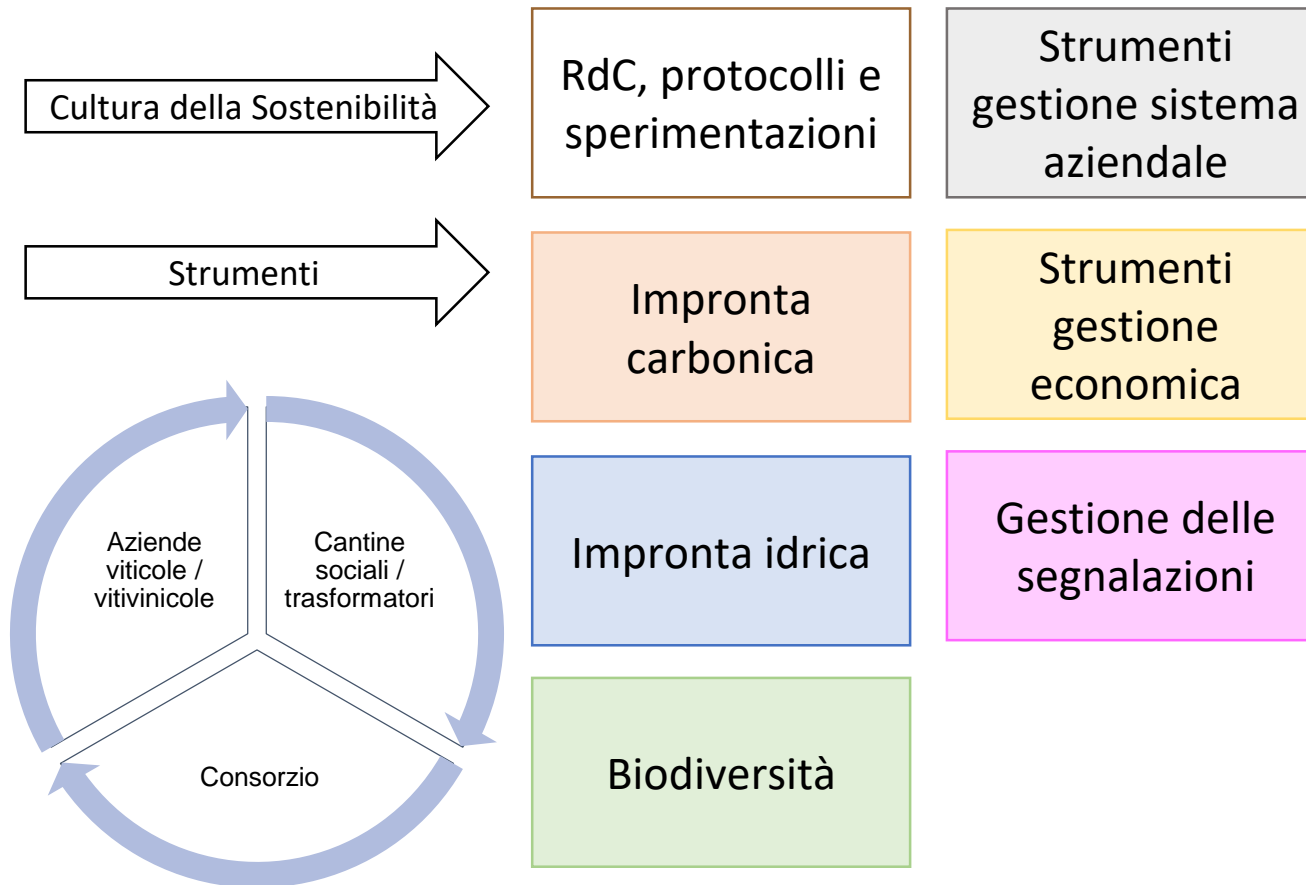 Cultura della Sostenibilità
Strumenti
Aziende
viticole /
vitivinicole
Cantine
sociali /
trasformatori
Consorzio
RdC, protocolli e
sperimentazioni
Strumenti
gestione sistema
aziendale
Impronta
carbonica
Strumenti
gestione
economica
Impronta idrica
Gestione delle
segnalazioni
Biodiversità